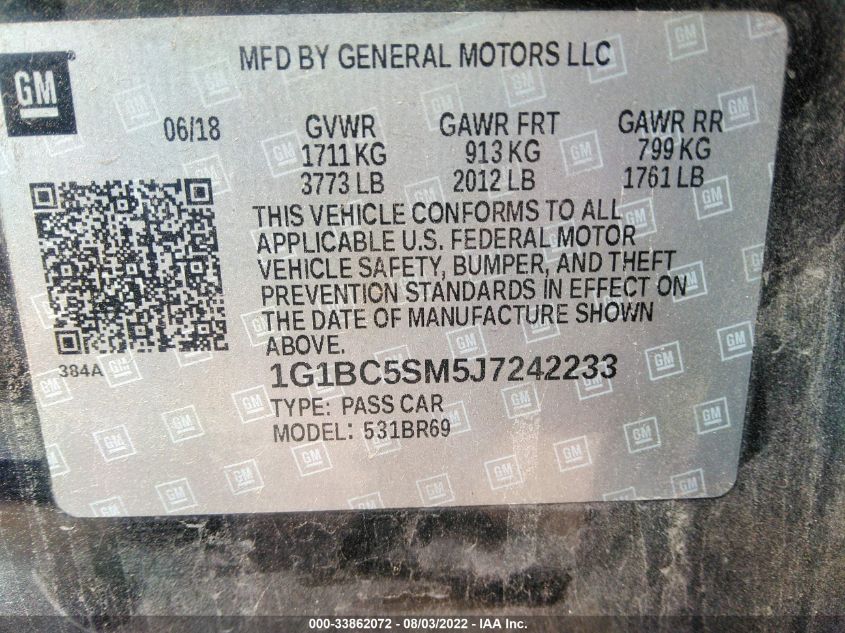 MFD BY GENERAL MOTORS LLC
GM
06/18 GVWR GAWR FRT GAWR RR
1711 KG 913 KG 799 KG
3773 LB 2012 LB 1761 LB
THIS VEHICLE CONFORMS TO ALL
APPLICABLE U.S. FEDERAL MOTOR
VEHICLE SAFETY, BUMPER, AND THEFT
PREVENTION STANDARDS IN EFFECT ON
THE DATE OF MANUFACTURE SHOWN
ABOVE.
384A
1G1BC5SM5J7242233
TYPE: PASS CAR
MODEL: 531BR69
000-33862072 - 08/03/2022 - IAA Inc.